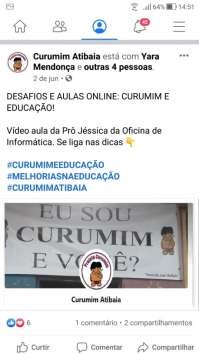 64% 14:51
Curumim Atibaia está com Yara
Mendonça e outras 4 pessoas.
2 de jun
DESAFIOS E AULAS ONLINE: CURUMIM E
EDUCAÇÃO!
Vídeo aula da Prô Jéssica da Oficina de
Informática. Se liga nas dicas👇
#CURUMIMEEDUCAÇÃO
#MELHORIASNAEDUCAÇÃO
#CURUMIMATIBAIA
EU SOU
CURUMIM
E VOCÊ?
Curumim Atibaia
6 1 comentário • 2 compartilhamentos
Curtir Comentar Compartilhar